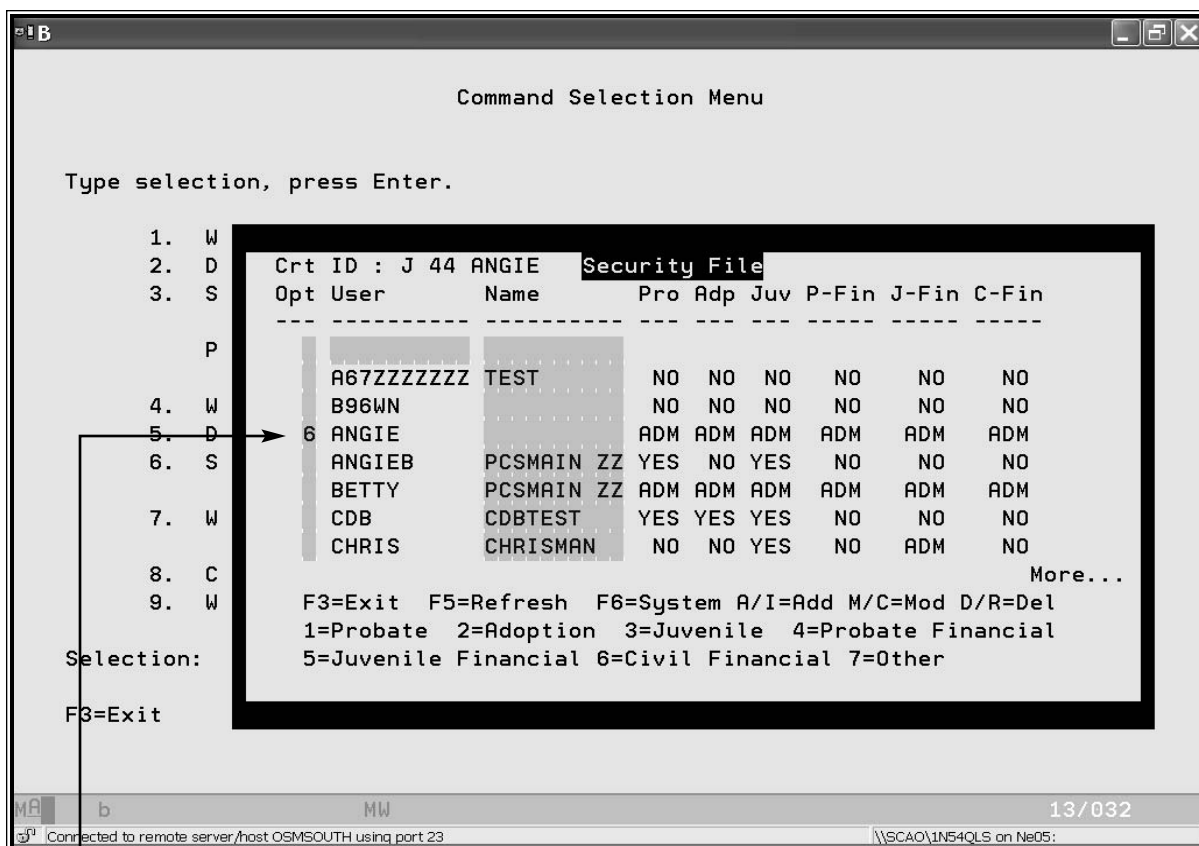 B
Command Selection Menu
Type selection, press Enter.
1. W
2. D
3. S
P
4. W
5. D
6. S
7. W
8. C
9. W
Selection:
F3=Exit
Crt ID : J 44 ANGIE Security File
Opt User Name Pro Adp Juv P-Fin J-Fin C-Fin
--- ---------- ---------- --- --- --- ----- ----- -----
A67ZZZZZZZ TEST NO NO NO NO NO NO
B96WN NO NO NO NO NO NO
6 ANGIE ADM ADM ADM ADM ADM ADM
ANGIEB PCSMAIN ZZ YES NO YES NO NO NO
BETTY PCSMAIN ZZ ADM ADM ADM ADM ADM ADM
CDB CDBTEST YES YES YES NO NO NO
CHRIS CHRISMAN NO NO YES NO ADM NO
More...
F3=Exit F5=Refresh F6=System A/I=Add M/C=Mod D/R=Del
1=Probate 2=Adoption 3=Juvenile 4=Probate Financial
5=Juvenile Financial 6=Civil Financial 7=Other
MA b MW 13/032
Connected to remote server/host OSMSOUTH using port 23 \\SCAO\1N54QLS on Ne05: